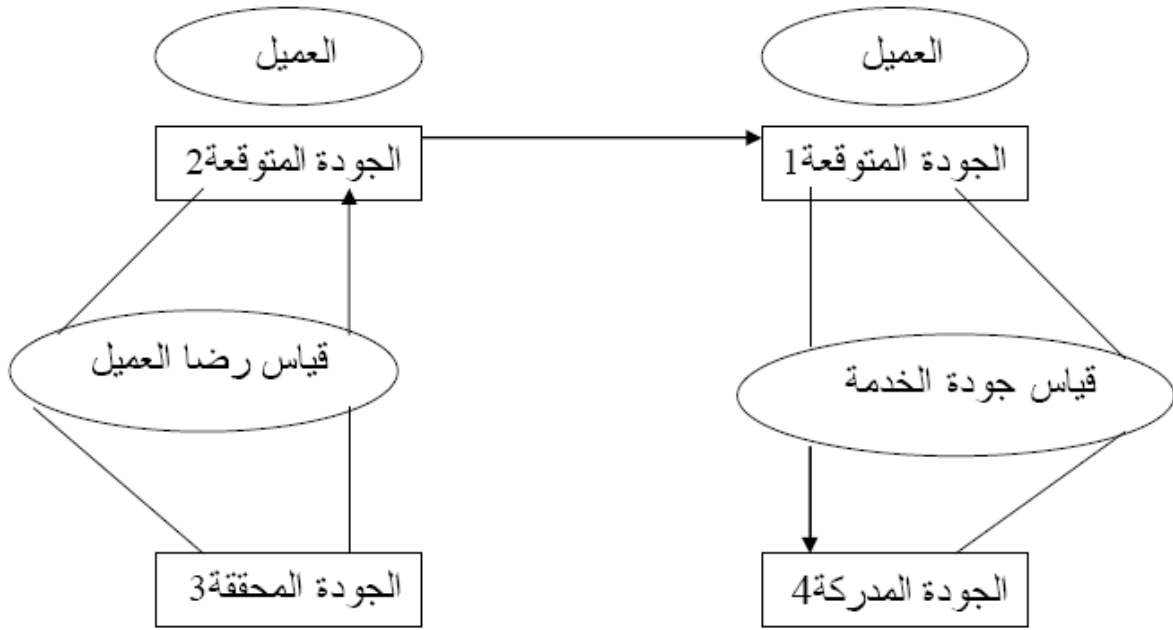 العميل
العميل
الجودة المتوقعة1
الجودة المتوقعة2
قياس رضا العميل
قياس جودة الخدمة
الجودة المدركة4
الجودة المحققة3